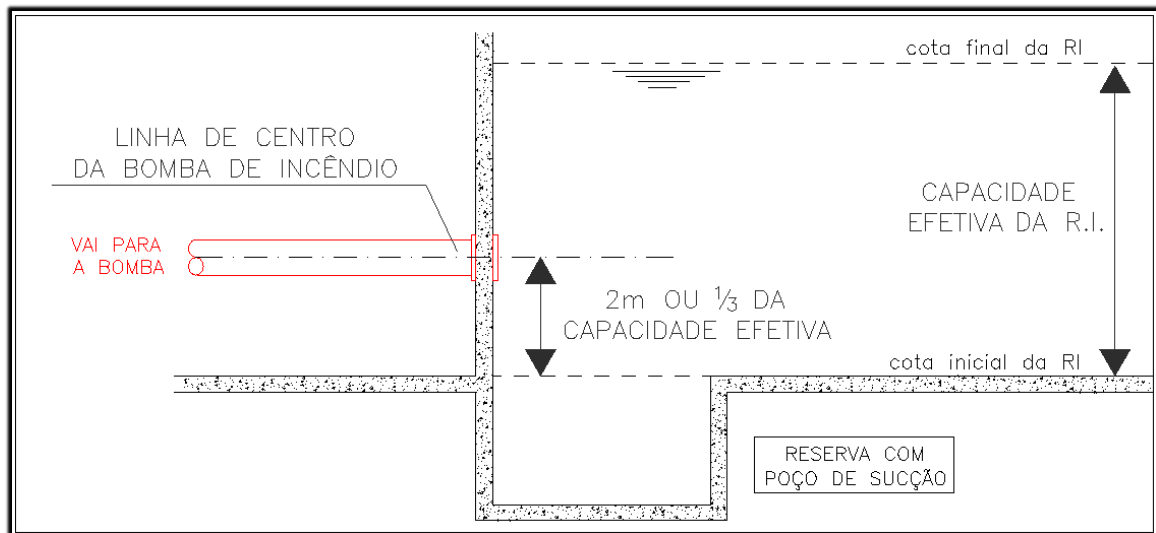 cota final da RI
LINHA DE CENTRO
DA BOMBA DE INCÊNDIO
CAPACIDADE
EFETIVA DA R.I.
VAI PARA
A BOMBA
2m OU ⅓ DA
CAPACIDADE EFETIVA
cota inicial da RI
RESERVA COM
POÇO DE SUCÇÃO